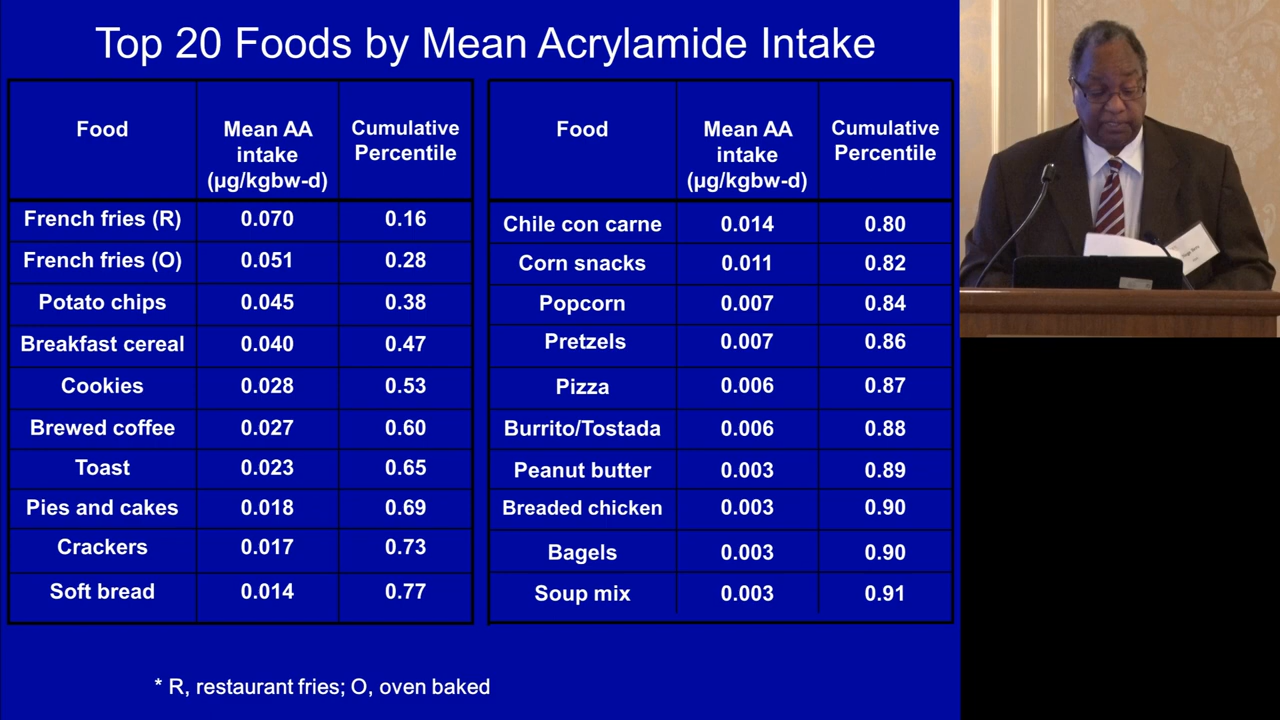 Top 20 Foods by Mean Acrylamide Intake
Food Mean AA intake (µg/kgbw-d) Cumulative Percentile
French fries (R) 0.070 0.16
French fries (O) 0.051 0.28
Potato chips 0.045 0.38
Breakfast cereal 0.040 0.47
Cookies 0.028 0.53
Brewed coffee 0.027 0.60
Toast 0.023 0.65
Pies and cakes 0.018 0.69
Crackers 0.017 0.73
Soft bread 0.014 0.77
Food Mean AA intake (µg/kgbw-d) Cumulative Percentile
Chile con carne 0.014 0.80
Corn snacks 0.011 0.82
Popcorn 0.007 0.84
Pretzels 0.007 0.86
Pizza 0.006 0.87
Burrito/Tostada 0.006 0.88
Peanut butter 0.003 0.89
Breaded chicken 0.003 0.90
Bagels 0.003 0.90
Soup mix 0.003 0.91
* R, restaurant fries; O, oven baked